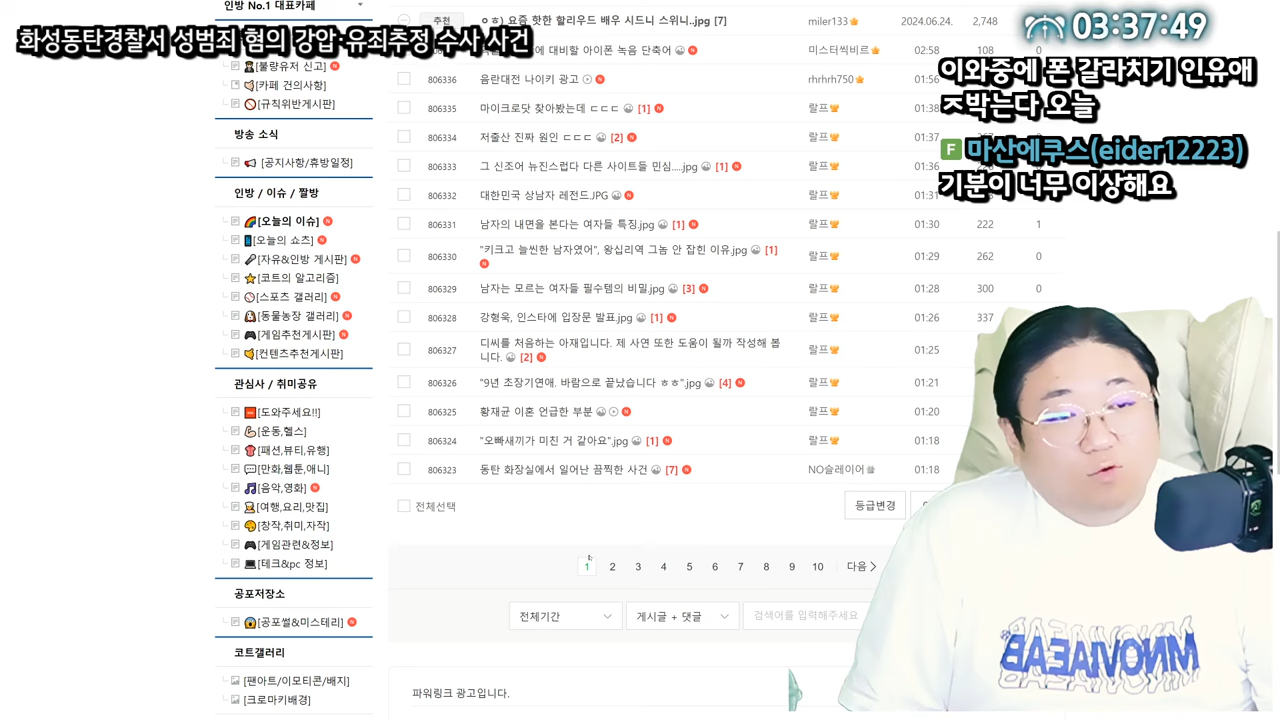 인방 No.1 대표카페
화성동탄경찰서 성범죄 혐의 강압·유죄추정 수사 사건
03:37:49
이와중에 폰 갈라치기 인유애
ㅈ박는다 오늘
F 마산에쿠스(eider12223)
기분이 너무 이상해요
[불량유저 신고] N
[카페 건의사항]
[규칙위반게시판]
방송 소식
[공지사항/휴방일정]
인방 / 이슈 / 짤방
[오늘의 이슈] N
[오늘의 쇼츠] N
[자유&인방 게시판] N
[코트의 알고리즘]
[스포츠 갤러리] N
[동물농장 갤러리] N
[게임추천게시판] N
[컨텐츠추천게시판]
관심사 / 취미공유
[도와주세요!!]
[운동,헬스]
[패션,뷰티,유행]
[만화,웹툰,애니]
[음악,영화] N
[여행,요리,맛집]
[창작,취미,자작]
[게임관련&정보]
[테크&pc 정보]
공포저장소
[공포썰&미스테리] N
코트갤러리
[팬아트/이모티콘/배지]
[크로마키배경]
추천 ㅇㅎ) 요즘 핫한 할리우드 배우 시드니 스위니..jpg [7] miler133 2024.06.24. 2,748
에 대비할 아이폰 녹음 단축어 N 미스터씩비르 02:58 108 0
806336 음란대전 나이키 광고 N rhrhrh750 01:56
806335 마이크로닷 찾아봤는데 ㄷㄷㄷ [1] N 랄프 01:38
806334 저출산 진짜 원인 ㄷㄷㄷ [2] N 랄프 01:37
806333 그 신조어 뉴진스럽다 다른 사이트들 민심....jpg [1] N 랄프 01:36
806332 대한민국 상남자 레전드.JPG N 랄프 01:31
806331 남자의 내면을 본다는 여자들 특징.jpg [1] N 랄프 01:30 222 1
806330 "키크고 늘씬한 남자였어", 왕십리역 그놈 안 잡힌 이유.jpg [1] N 랄프 01:29 262 0
806329 남자는 모르는 여자들 필수템의 비밀.jpg [3] N 랄프 01:28 300 0
806328 강형욱, 인스타에 입장문 발표.jpg [1] N 랄프 01:26 337
806327 디씨를 처음하는 아재입니다. 제 사연 또한 도움이 될까 작성해 봅
니다. [2] N 랄프 01:25
806326 "9년 초장기연애. 바람으로 끝났습니다 ㅎㅎ".jpg [4] N 랄프 01:21
806325 황재균 이혼 언급한 부분 N 랄프 01:20
806324 "오빠새끼가 미친 거 같아요".jpg [1] N 랄프 01:18
806323 동탄 화장실에서 일어난 끔찍한 사건 [7] N NO슬레이어 01:18
전체선택 등급변경
1 2 3 4 5 6 7 8 9 10 다음
전체기간 게시글 + 댓글 검색어를 입력해주세요
파워링크 광고입니다.